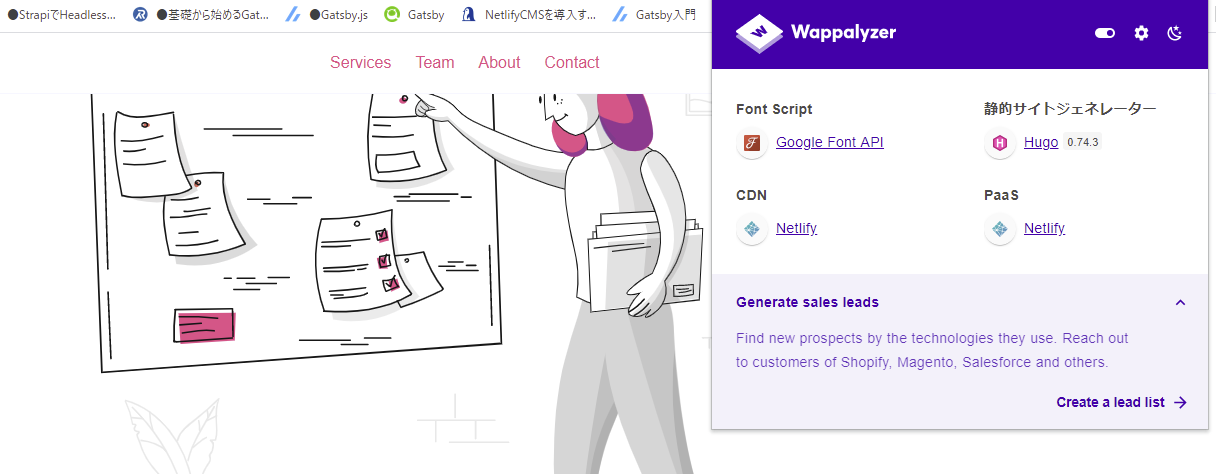 ●StrapiでHeadless...
●基礎から始めるGat...
●Gatsby.js
Gatsby
NetlifyCMSを導入す...
Gatsby入門
Wappalyzer
Services
Team
About
Contact
Font Script
Google Font API
静的サイトジェネレーター
Hugo 0.74.3
CDN
Netlify
PaaS
Netlify
Generate sales leads
Find new prospects by the technologies they use. Reach out
to customers of Shopify, Magento, Salesforce and others.
Create a lead list